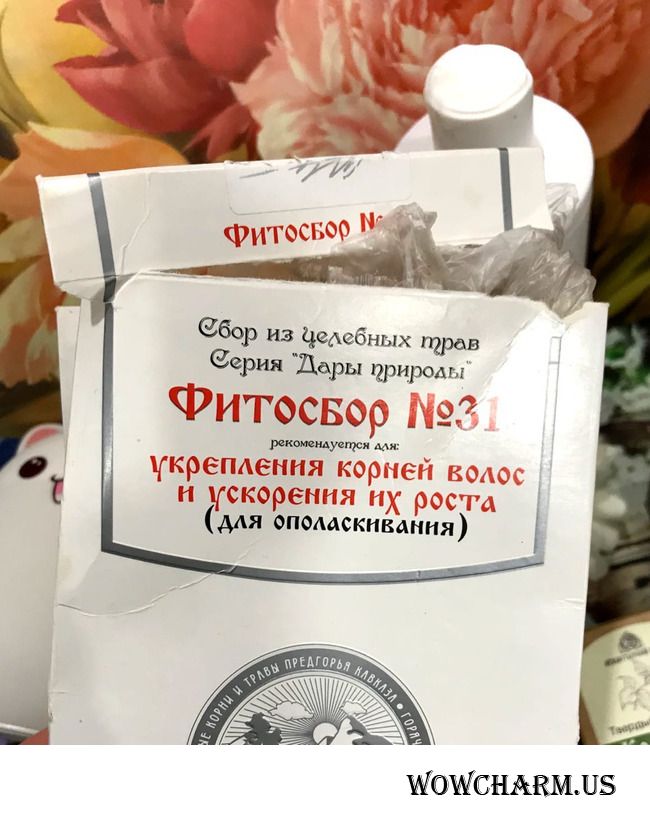 Фитосбор
Сбор из целебных трав
Серия "Дары природы"
Фитосбор №31
рекомендуется для:
укрепления корней волос
и ускорения их роста
(для ополаскивания)
КОРНИ И ТРАВЫ ПРЕДГОРЬЯ КАВКАЗА •
WOWCHARM.US